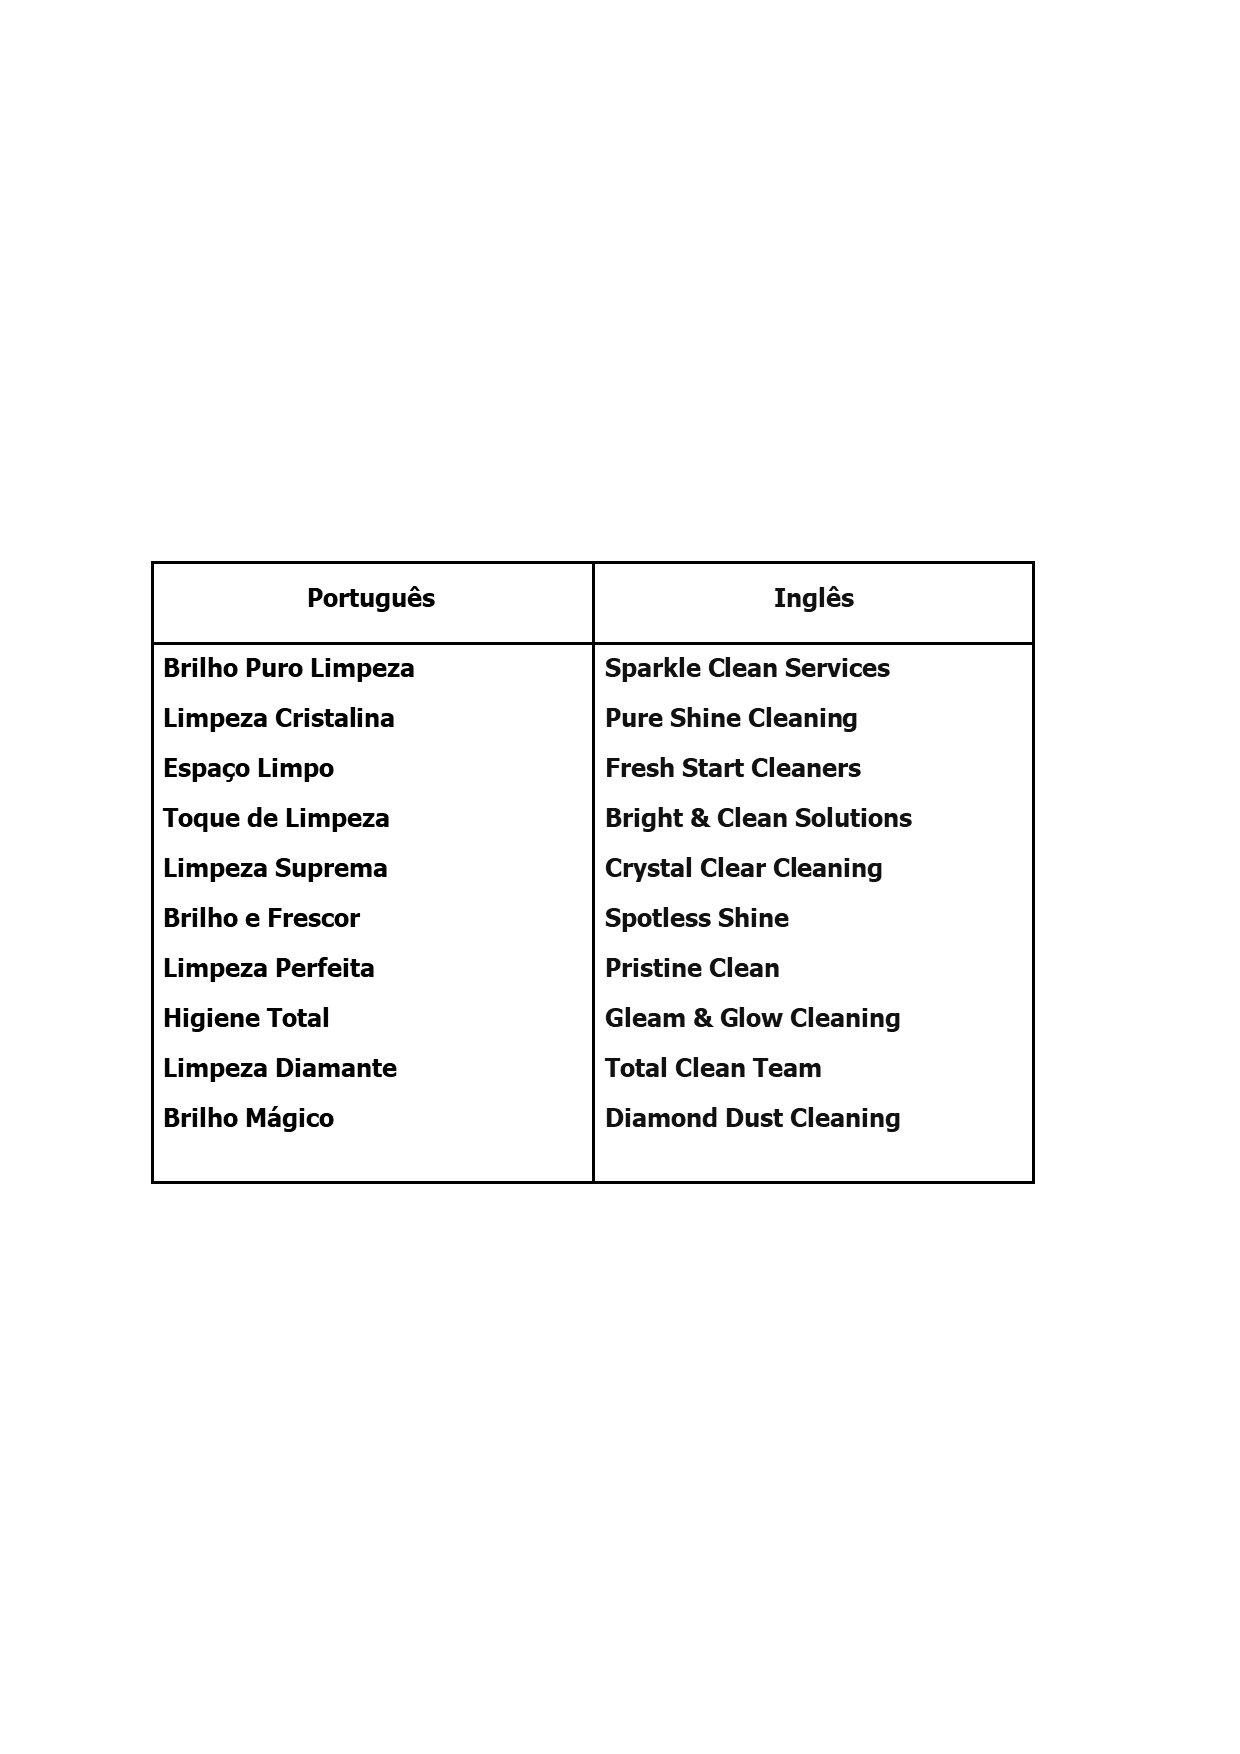 Português
Inglês
Brilho Puro Limpeza
Limpeza Cristalina
Espaço Limpo
Toque de Limpeza
Limpeza Suprema
Brilho e Frescor
Limpeza Perfeita
Higiene Total
Limpeza Diamante
Brilho Mágico
Sparkle Clean Services
Pure Shine Cleaning
Fresh Start Cleaners
Bright & Clean Solutions
Crystal Clear Cleaning
Spotless Shine
Pristine Clean
Gleam & Glow Cleaning
Total Clean Team
Diamond Dust Cleaning